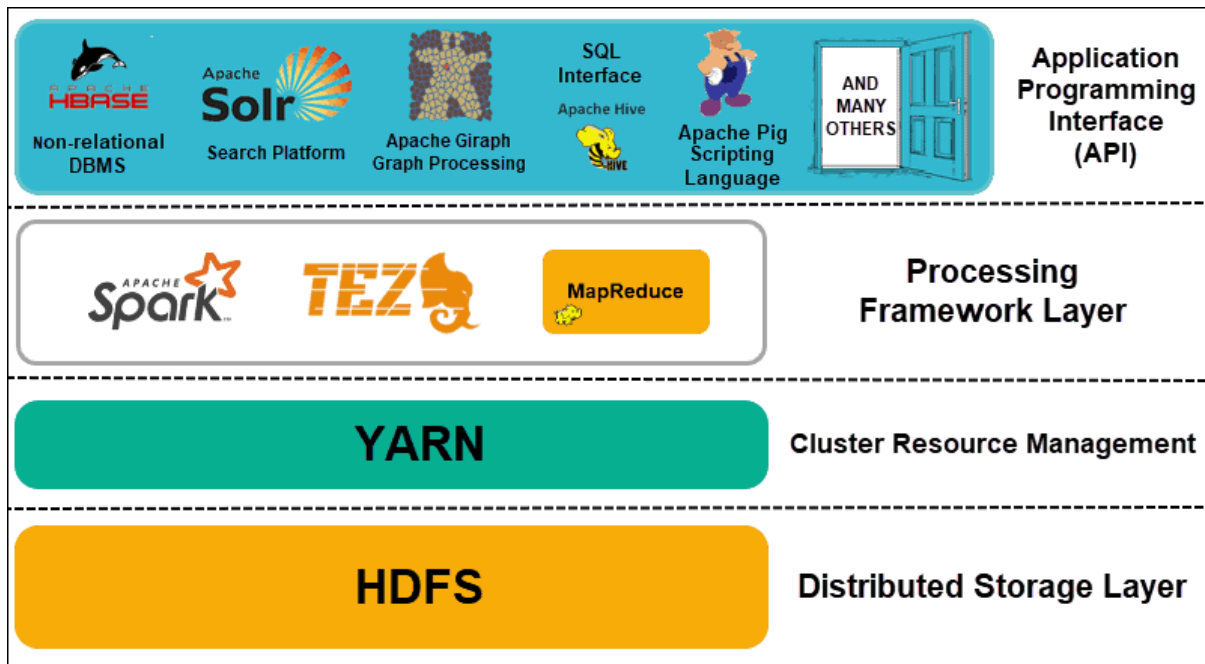 APACHE
HBASE
Non-relational
DBMS
Apache
Solr
Search Platform
Apache Giraph
Graph Processing
SQL
Interface
Apache Hive
HIVE
Apache Pig
Scripting
Language
AND
MANY
OTHERS
Application
Programming
Interface
(API)
APACHE
Spark™
TEZ
MapReduce
Processing
Framework Layer
YARN
Cluster Resource Management
HDFS
Distributed Storage Layer